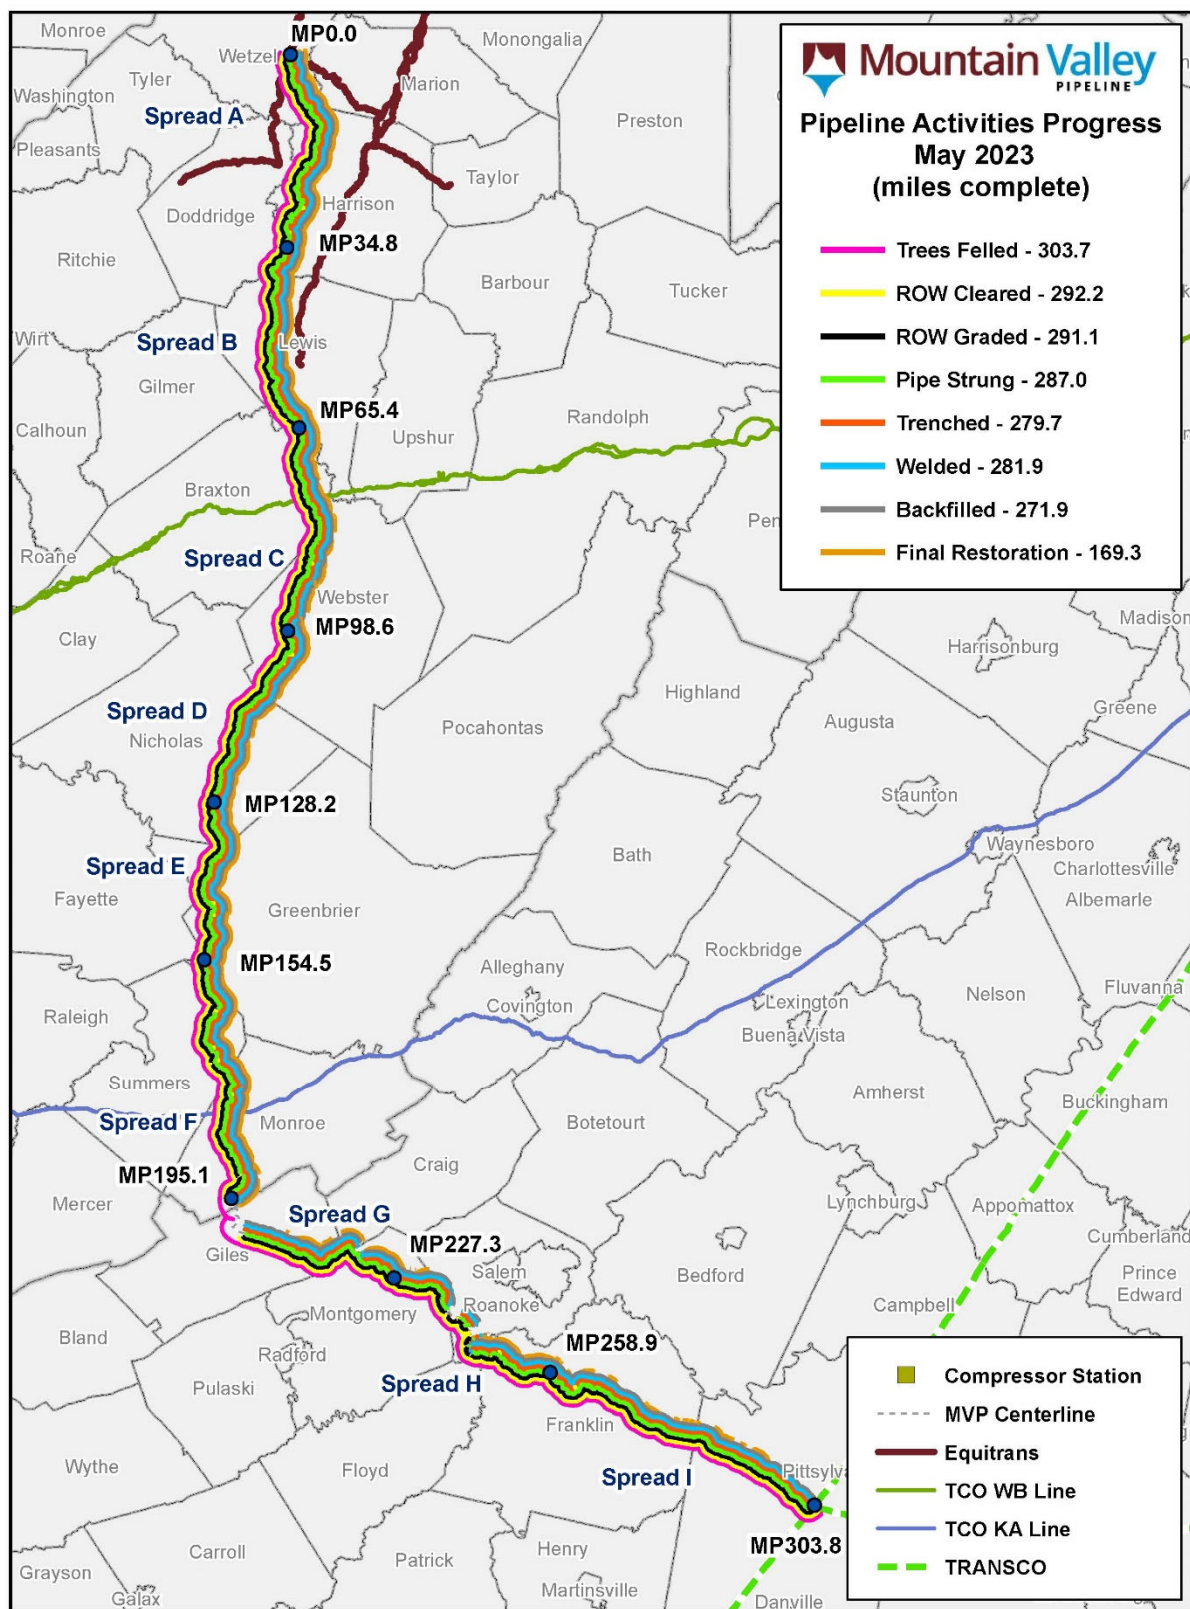 MP0.0
Monroe
Wetzel
Monongalia
Tyler
Marion
Washington
Spread A
Preston
Pleasants
Taylor
Harrison
Doddridge
MP34.8
Ritchie
Barbour
Tucker
Wirt
Spread B
Lewis
Gilmer
MP65.4
Randolph
Calhoun
Upshur
Braxton
Roane
Spread C
Webster
Clay
MP98.6
Madison
Harrisonburg
Highland
Greene
Spread D
Augusta
Nicholas
Pocahontas
Staunton
MP128.2
Waynesboro
Bath
Charlottesville
Spread E
Fayette
Albemarle
Greenbrier
Rockbridge
MP154.5
Alleghany
Covington
Lexington
Nelson
Fluvanna
Raleigh
Buena Vista
Summers
Amherst
Buckingham
Spread F
Monroe
Botetourt
Craig
MP195.1
Mercer
Lynchburg
Appomattox
Spread G
Cumberland
Giles
MP227.3
Salem
Bedford
Prince
Edward
Roanoke
Campbell
Montgomery
Bland
MP258.9
Radford
Pulaski
Spread H
Franklin
Wythe
Floyd
Spread I
Pittsylva
MP303.8
Carroll
Henry
Grayson
Patrick
Martinsville
Galax
Danville
Mountain Valley
PIPELINE
Pipeline Activities Progress
May 2023
(miles complete)
Trees Felled - 303.7
ROW Cleared - 292.2
ROW Graded - 291.1
Pipe Strung - 287.0
Trenched - 279.7
Welded - 281.9
Backfilled - 271.9
Final Restoration - 169.3
Compressor Station
MVP Centerline
Equitrans
TCO WB Line
TCO KA Line
TRANSCO